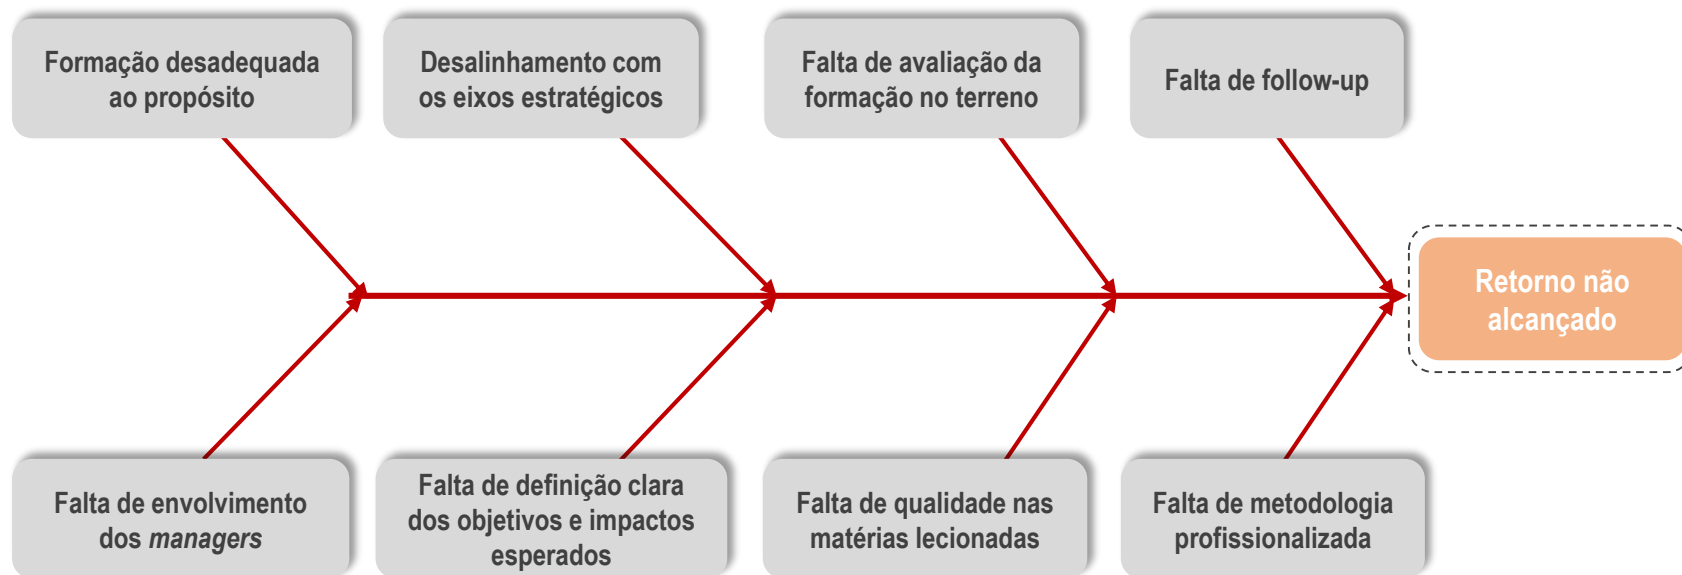 Formação desadequada
ao propósito
Desalinhamento com
os eixos estratégicos
Falta de avaliação da
formação no terreno
Falta de follow-up
Retorno não
alcançado
Falta de envolvimento
dos managers
Falta de definição clara
dos objetivos e impactos
esperados
Falta de qualidade nas
matérias lecionadas
Falta de metodologia
profissionalizada